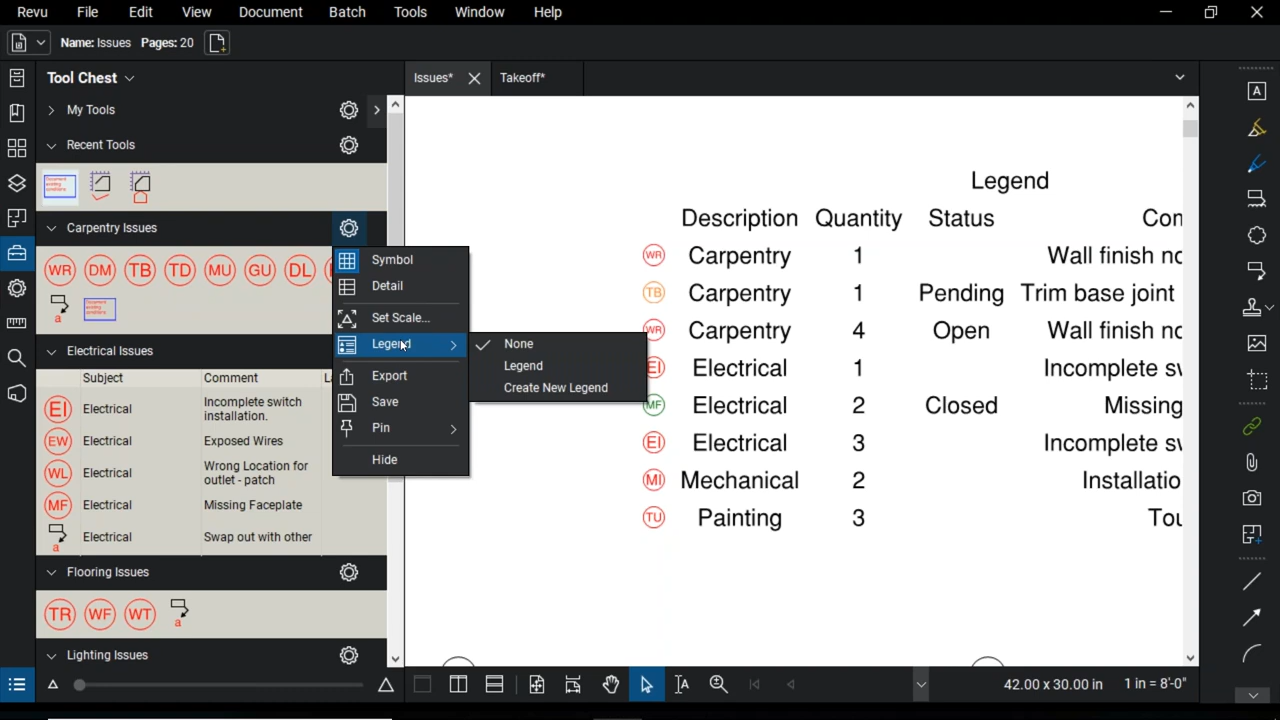 Revu File Edit View Document Batch Tools Window Help
Name: Issues Pages: 20
Tool Chest
Issues* Takeoff*
My Tools
Recent Tools
Carpentry Issues
WR DM TB TD MU GU DL
a
Symbol
Detail
Set Scale...
Legend
Export
Save
Pin
Hide
None
Legend
Create New Legend
Electrical Issues
Subject Comment
EI Electrical Incomplete switch
installation.
EW Electrical Exposed Wires
WL Electrical Wrong Location for
outlet - patch
MF Electrical Missing Faceplate
a Electrical Swap out with other
Flooring Issues
TR WF WT a
Lighting Issues
Legend
Description Quantity Status Con
WR Carpentry 1 Wall finish no
TB Carpentry 1 Pending Trim base joint
WR Carpentry 4 Open Wall finish no
EI Electrical 1 Incomplete sw
MF Electrical 2 Closed Missing
EI Electrical 3 Incomplete sw
MI Mechanical 2 Installatio
TU Painting 3 Tou
42.00 x 30.00 in 1 in = 8'-0"